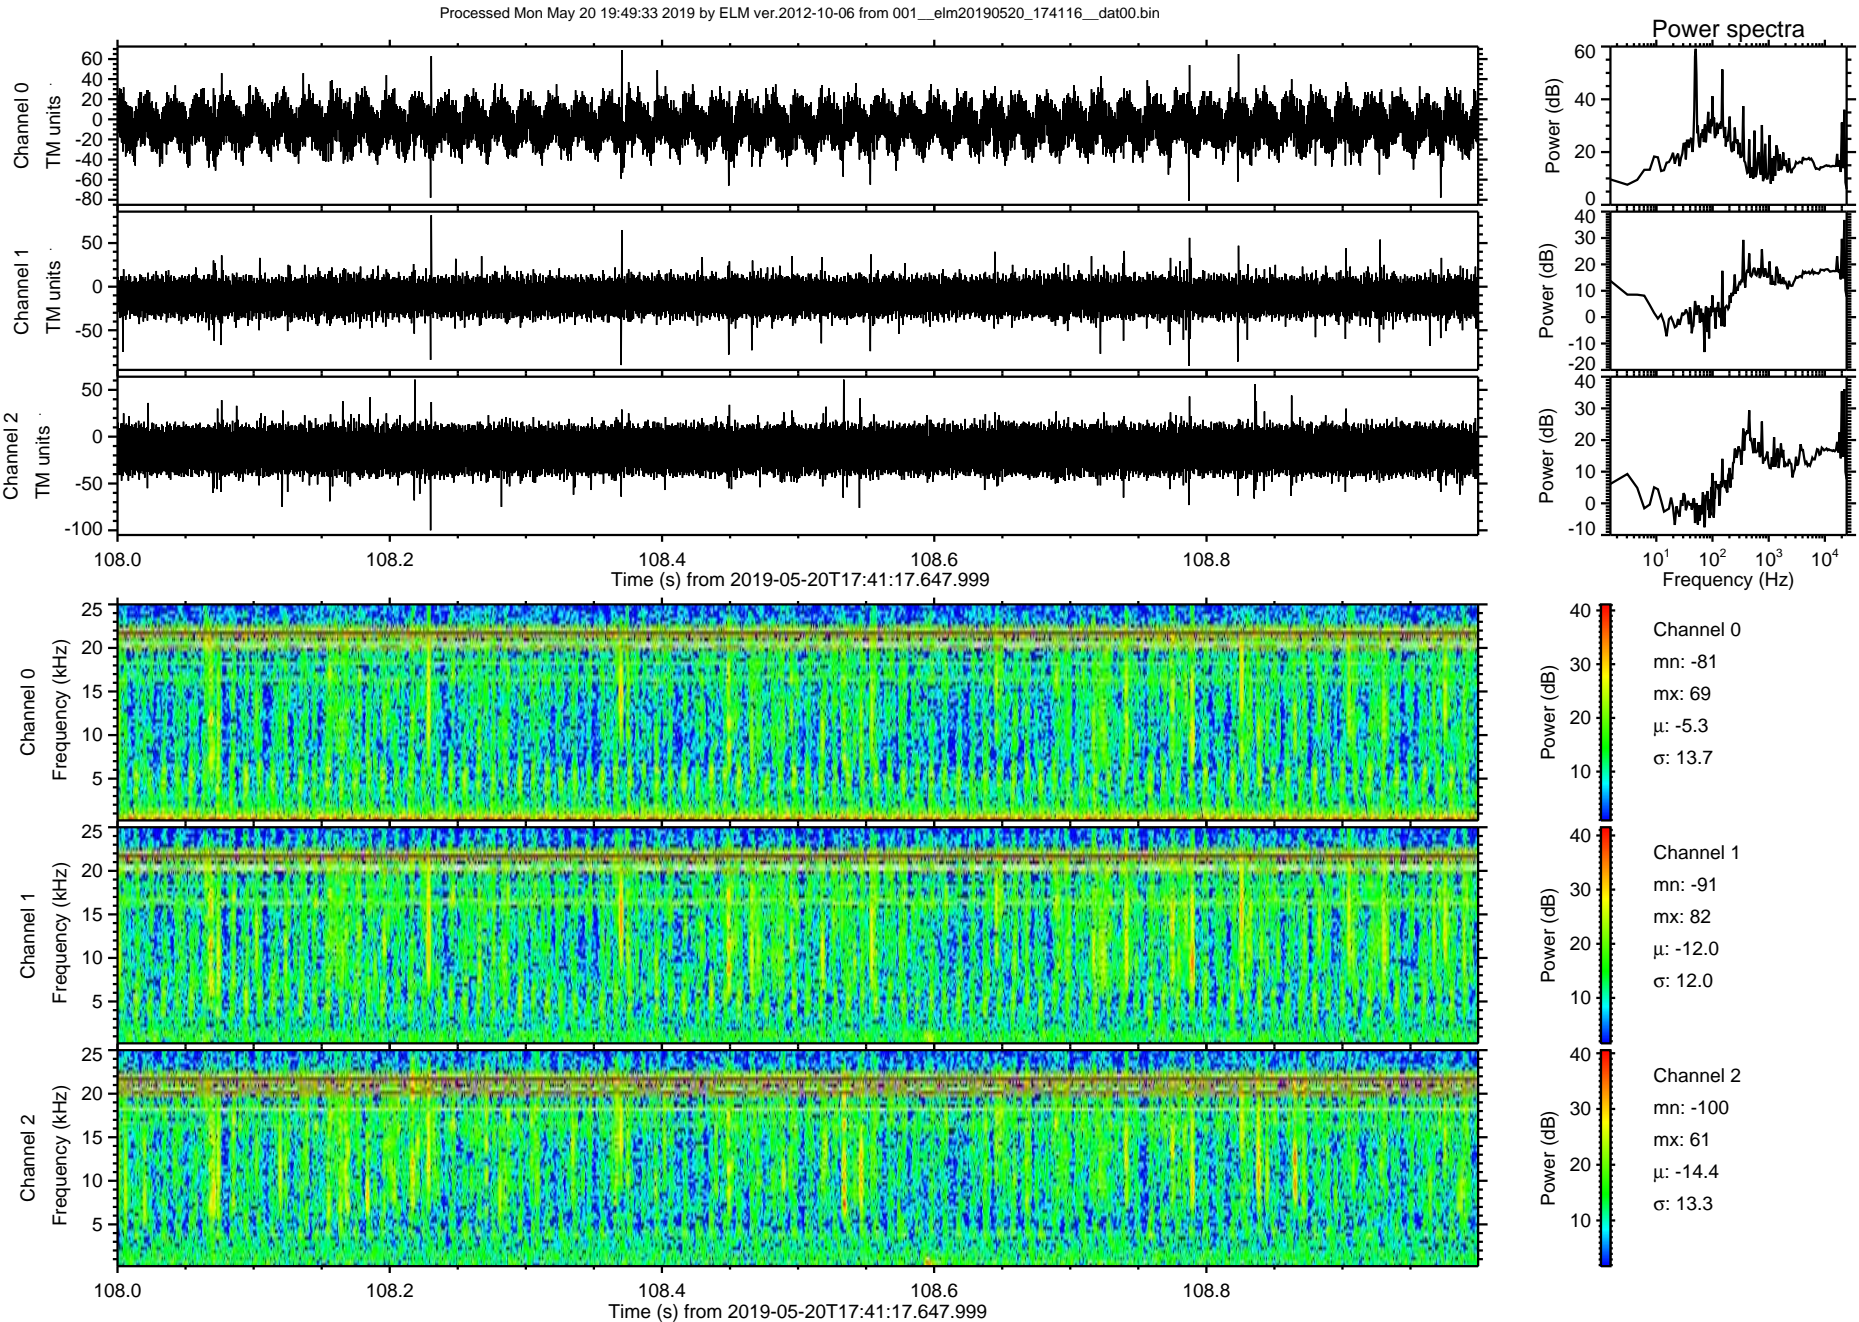 Processed Mon May 20 19:49:33 2019 by ELM ver.2012-10-06 from 001__elm20190520_174116__dat00.bin
Power spectra
Channel 0
TM units
60
40
20
0
-20
-40
-60
-80
Power (dB)
60
40
20
0
Channel 1
TM units
50
0
-50
Power (dB)
40
30
20
10
0
-10
-20
Channel 2
TM units
50
0
-50
-100
Power (dB)
40
30
20
10
0
-10
108.0 108.2 108.4 108.6 108.8
Time (s) from 2019-05-20T17:41:17.647.999
10^1 10^2 10^3 10^4
Frequency (Hz)
Channel 0
Frequency (kHz)
25
20
15
10
5
Power (dB)
40
30
20
10
Channel 0
mn: -81
mx: 69
μ: -5.3
σ: 13.7
Channel 1
Frequency (kHz)
25
20
15
10
5
Power (dB)
40
30
20
10
Channel 1
mn: -91
mx: 82
μ: -12.0
σ: 12.0
Channel 2
Frequency (kHz)
25
20
15
10
5
Power (dB)
40
30
20
10
Channel 2
mn: -100
mx: 61
μ: -14.4
σ: 13.3
108.0 108.2 108.4 108.6 108.8
Time (s) from 2019-05-20T17:41:17.647.999